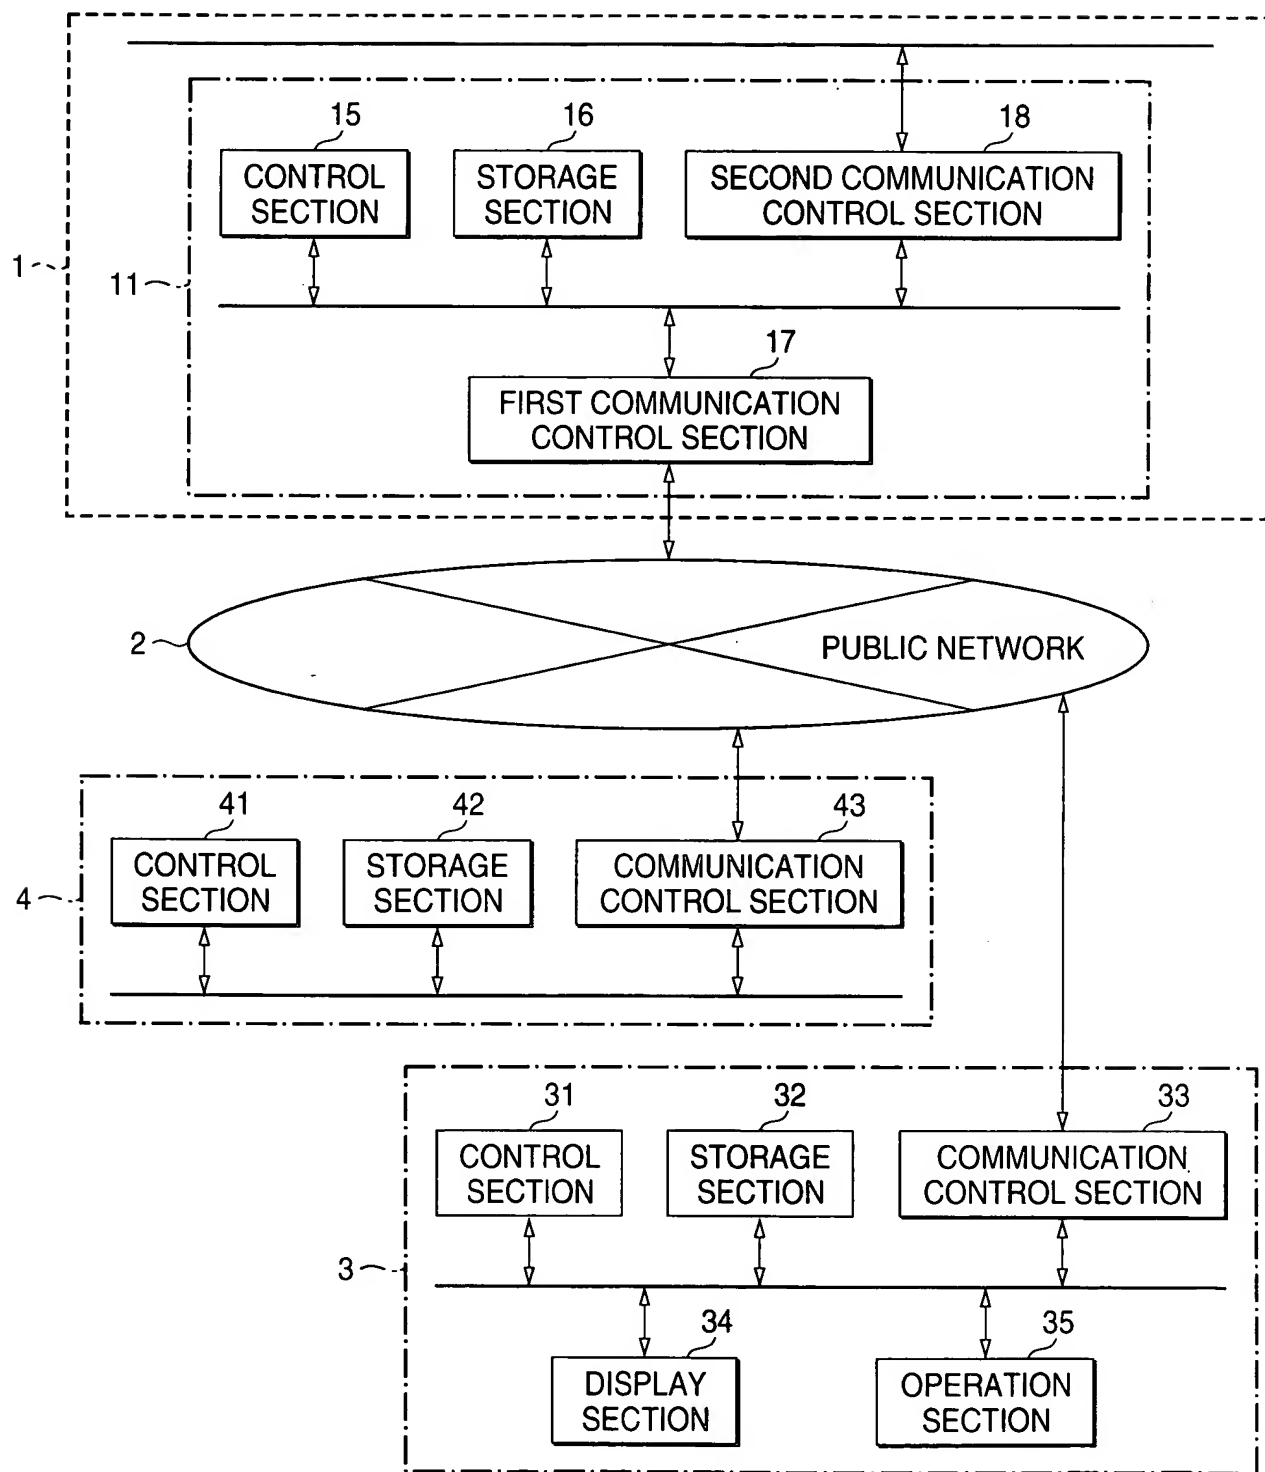 15
16
18
CONTROL
SECTION
STORAGE
SECTION
SECOND COMMUNICATION
CONTROL SECTION
1
11
17
FIRST COMMUNICATION
CONTROL SECTION
2
PUBLIC NETWORK
41
42
43
CONTROL
SECTION
STORAGE
SECTION
COMMUNICATION
CONTROL SECTION
4
31
32
33
CONTROL
SECTION
STORAGE
SECTION
COMMUNICATION
CONTROL SECTION
3
34
35
DISPLAY
SECTION
OPERATION
SECTION